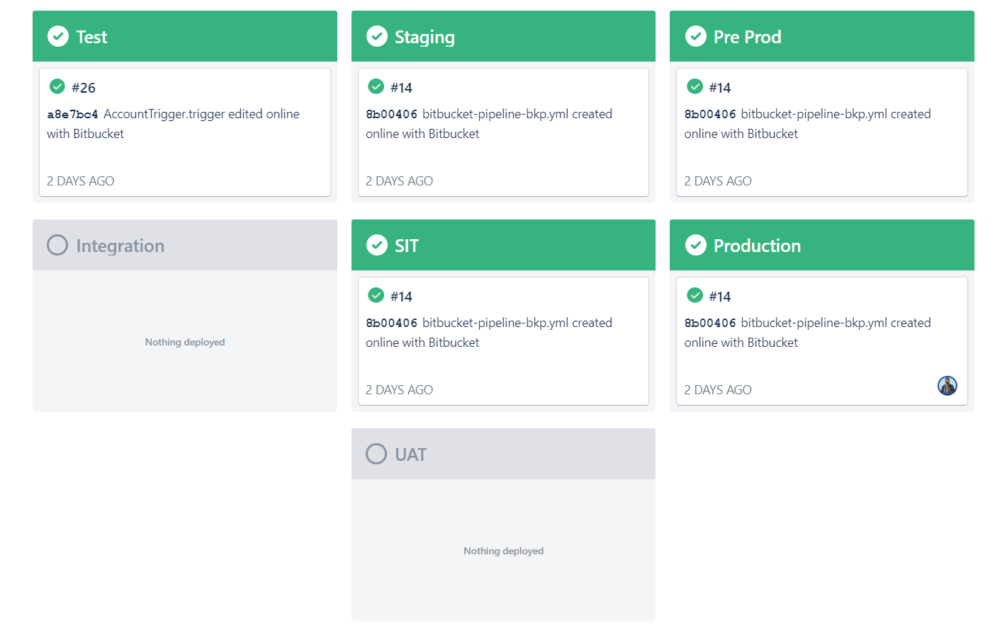 Test
#26
a8e7bc4 AccountTrigger.trigger edited online
with Bitbucket
2 DAYS AGO
Staging
#14
8b00406 bitbucket-pipeline-bkp.yml created
online with Bitbucket
2 DAYS AGO
Pre Prod
#14
8b00406 bitbucket-pipeline-bkp.yml created
online with Bitbucket
2 DAYS AGO
Integration
Nothing deployed
SIT
#14
8b00406 bitbucket-pipeline-bkp.yml created
online with Bitbucket
2 DAYS AGO
Production
#14
8b00406 bitbucket-pipeline-bkp.yml created
online with Bitbucket
2 DAYS AGO
UAT
Nothing deployed